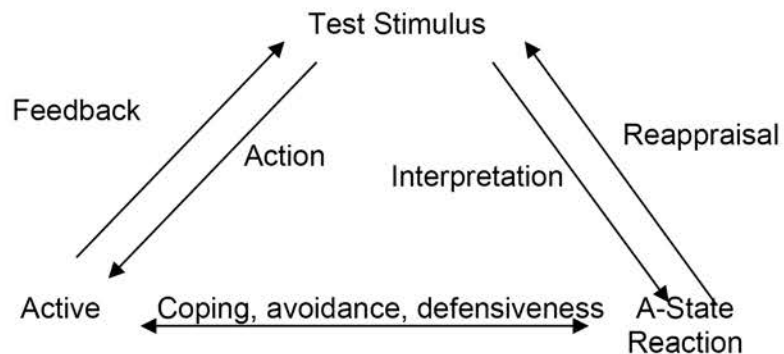 Test Stimulus
Feedback
Reappraisal
Action
Interpretation
Active
Coping, avoidance, defensiveness
A-State
Reaction